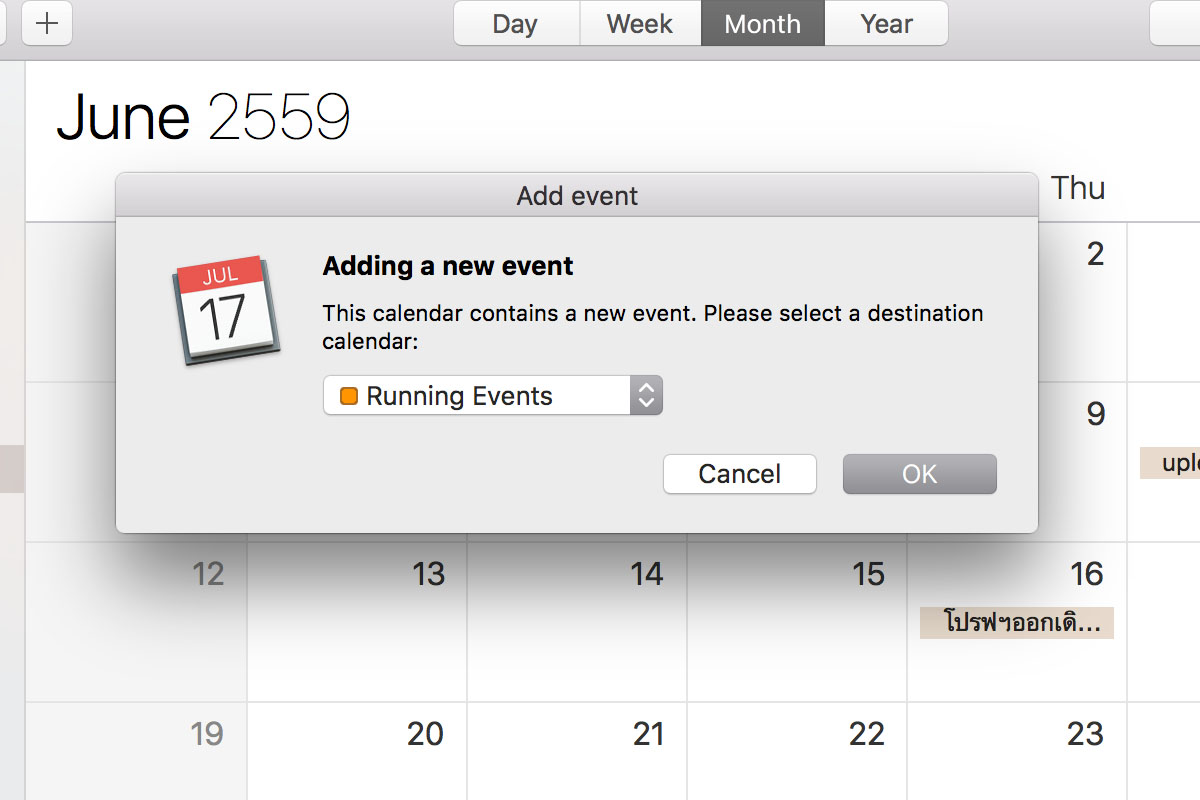 +
Day Week Month Year
June 2559
Add event
Thu
JUL
17
Adding a new event
This calendar contains a new event. Please select a destination
calendar:
Running Events
Cancel OK
2
9
12 13 14 15 16
โปรฟฯออกเดิ...
19 20 21 22 23